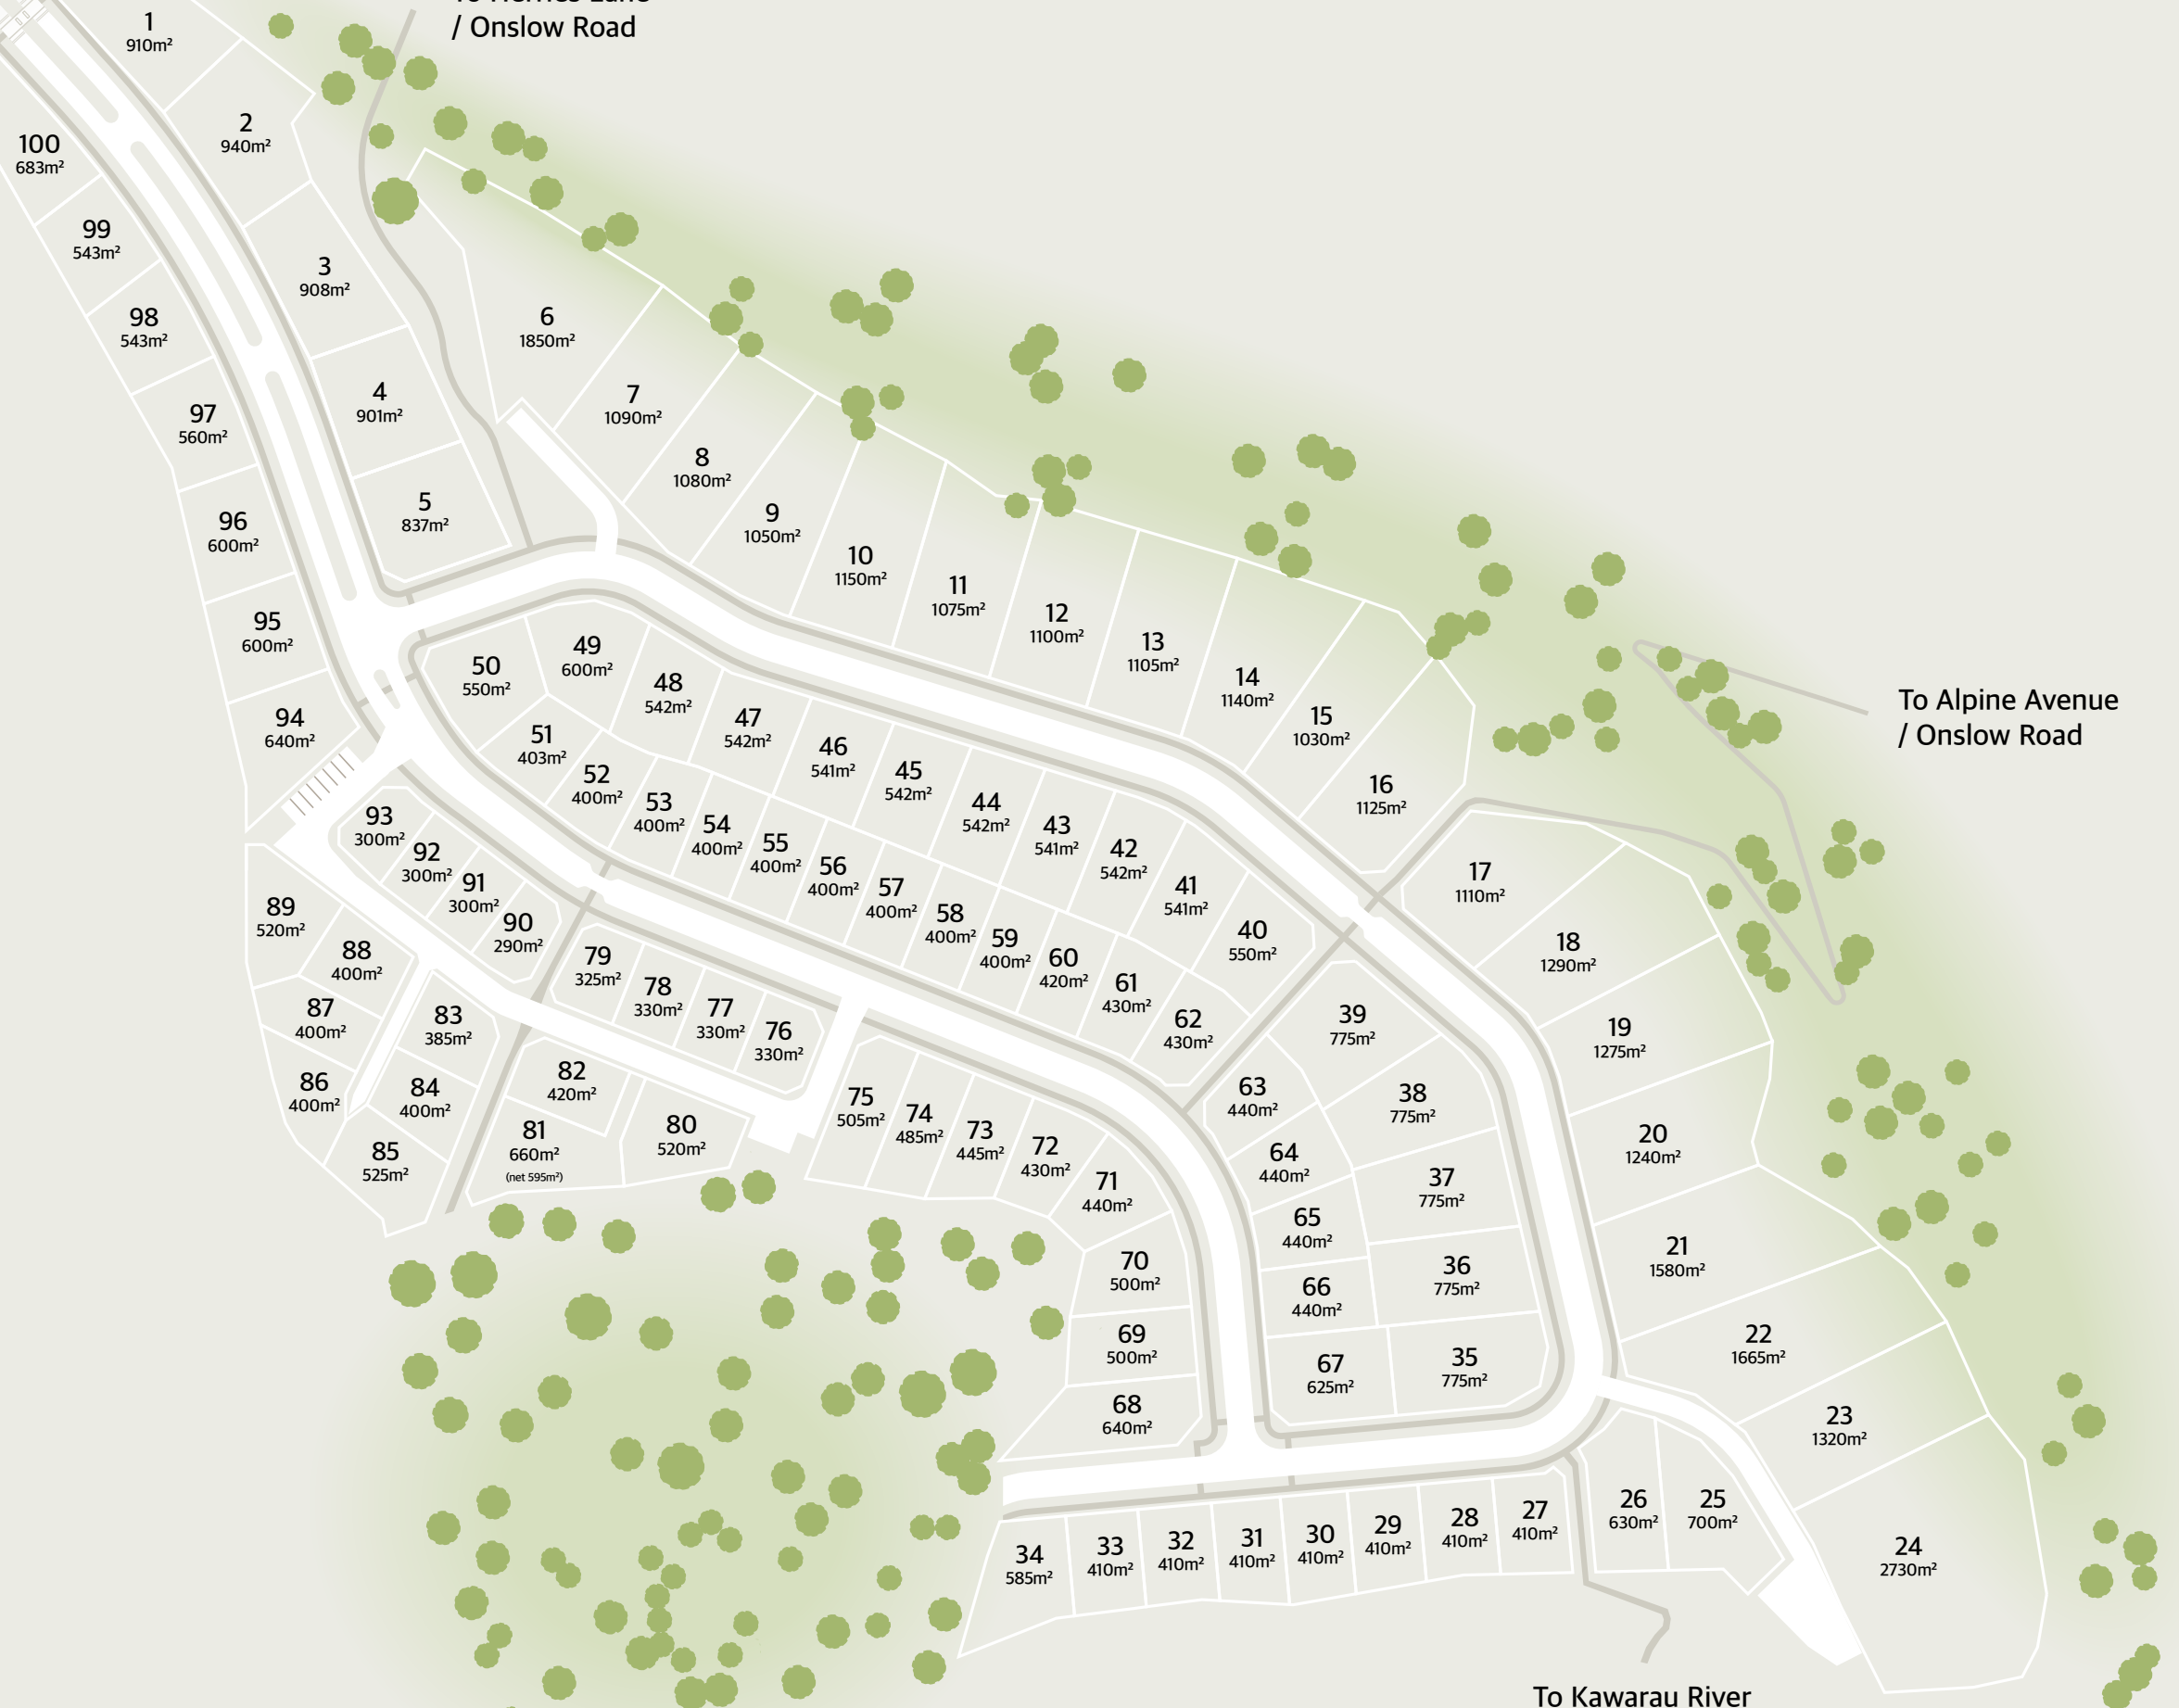 / Onslow Road
1
910m²
2
940m²
100
683m²
99
543m²
3
908m²
98
543m²
6
1850m²
4
901m²
7
1090m²
97
560m²
8
1080m²
5
837m²
9
1050m²
96
600m²
10
1150m²
11
1075m²
12
1100m²
95
600m²
13
1105m²
49
600m²
50
550m²
48
542m²
14
1140m²
To Alpine Avenue
/ Onslow Road
94
640m²
47
542m²
15
1030m²
51
403m²
46
541m²
52
400m²
45
542m²
16
1125m²
53
400m²
44
542m²
93
300m²
54
400m²
43
541m²
55
400m²
42
542m²
92
300m²
56
400m²
17
1110m²
91
300m²
57
400m²
41
541m²
89
520m²
58
400m²
90
290m²
40
550m²
59
400m²
18
1290m²
88
400m²
79
325m²
60
420m²
61
430m²
78
330m²
87
400m²
83
385m²
77
330m²
62
430m²
39
775m²
19
1275m²
76
330m²
82
420m²
86
400m²
84
400m²
63
440m²
38
775m²
75
505m²
74
485m²
80
520m²
81
660m²
(net 595m²)
73
445m²
20
1240m²
72
430m²
85
525m²
64
440m²
71
440m²
37
775m²
65
440m²
21
1580m²
70
500m²
36
775m²
66
440m²
69
500m²
22
1665m²
67
625m²
35
775m²
68
640m²
23
1320m²
26
630m²
25
700m²
27
410m²
28
410m²
29
410m²
30
410m²
31
410m²
32
410m²
33
410m²
34
585m²
24
2730m²
To Kawarau River